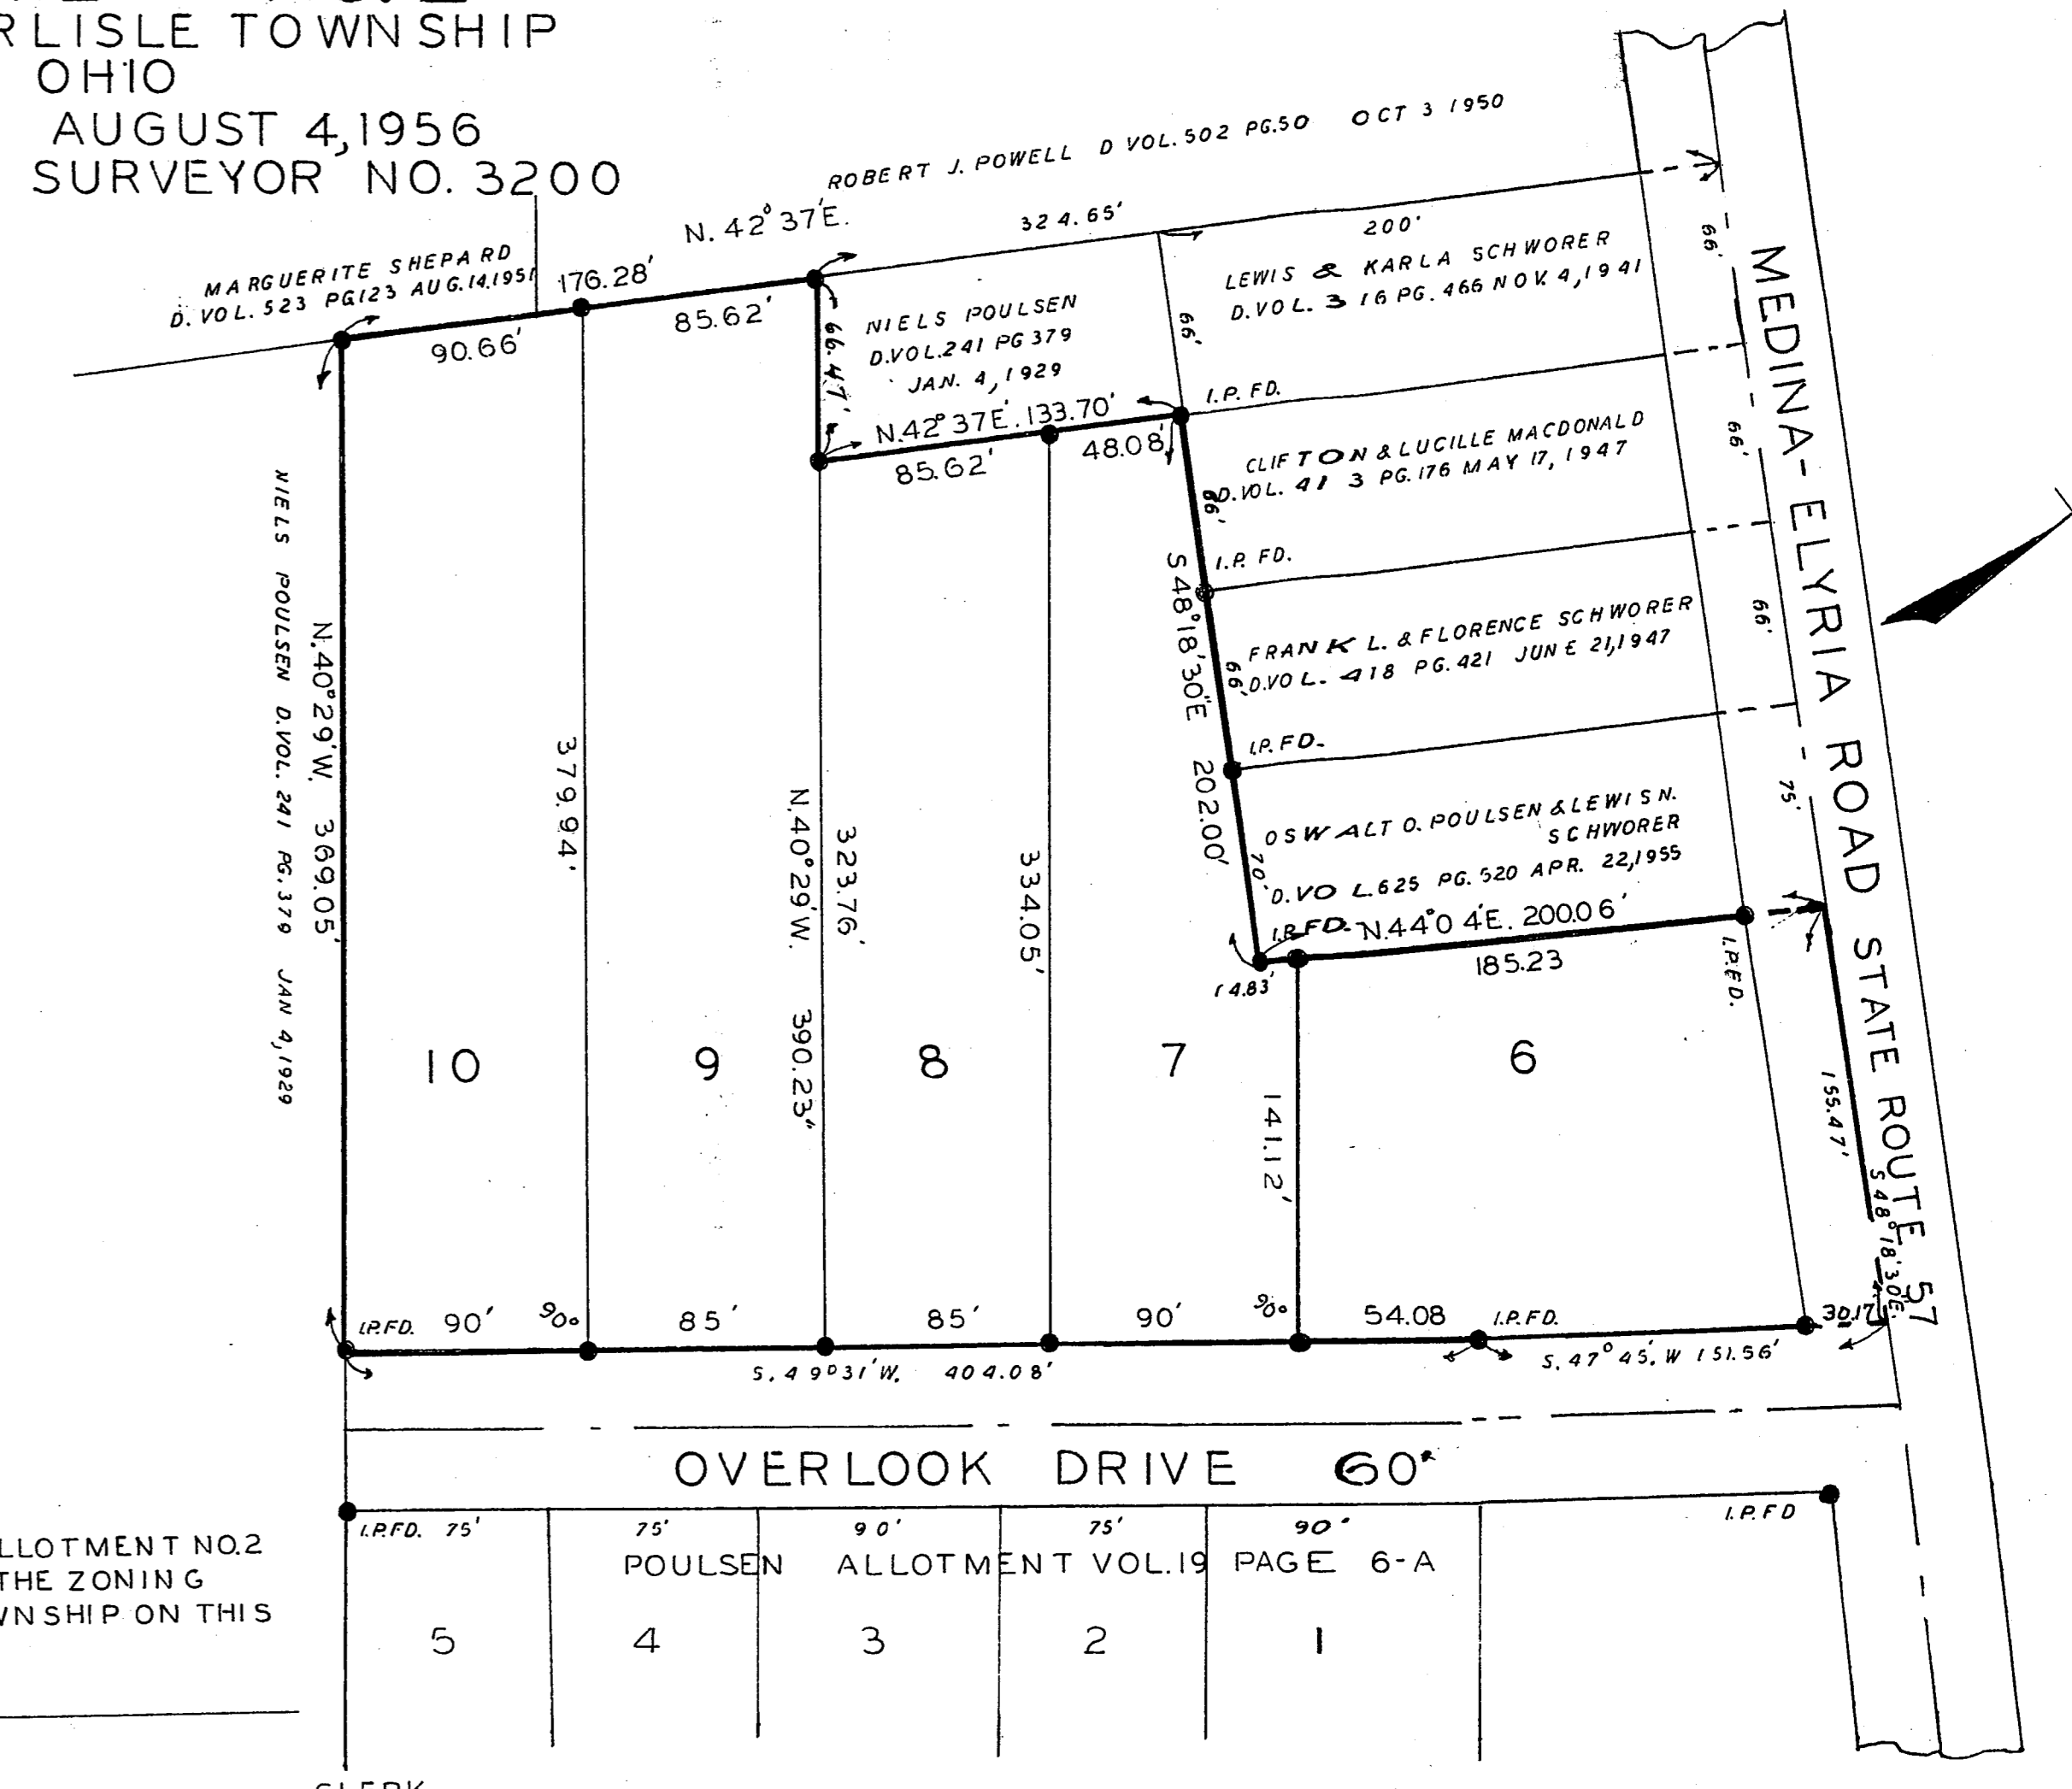 RLISLE TOWNSHIP
OHIO
AUGUST 4, 1956
SURVEYOR NO. 3200
ROBERT J. POWELL D VOL. 502 PG. 50 OCT 3 1950
N. 42° 37' E.
324.65'
200'
MARGUERITE SHEPARD
D. VOL. 523 PG 123 AUG. 14. 1951
176.28'
90.66'
85.62'
66.47'
NIELS POULSEN
D. VOL. 241 PG 379
JAN. 4, 1929
N. 42° 37' E. 133.70'
85.62'
48.08'
66'
LEWIS & KARLA SCHWORER
D. VOL. 316 PG. 466 NOV. 4, 1941
66'
I.P. FD.
CLIFTON & LUCILLE MACDONALD
D. VOL. 413 PG. 176 MAY 17, 1947
66'
66'
I.P. FD.
FRANK L. & FLORENCE SCHWORER
D. VOL. 418 PG. 421 JUNE 21, 1947
66'
66'
I.P. FD.
S 48° 18' 30" E 202.00'
OSWALT O. POULSEN & LEWIS N.
SCHWORER
D. VOL. 625 PG. 520 APR. 22, 1955
70'
75'
I.P. FD. N. 44° 04' E. 200.06'
14.83'
185.23
I.P. FD.
MEDINA-ELYRIA ROAD STATE ROUTE 57
155.47'
S 48° 18' 30" E.
NIELS POULSEN D. VOL. 241 PG. 379 JAN 4, 1929
N. 40° 29' W. 369.05'
379.94'
N. 40° 29' W. 390.23"
323.76'
334.05'
141.12'
10
9
8
7
6
I.P. FD. 90'
90°
85'
85'
90'
90°
54.08
I.P. FD.
30.17
S. 49° 31' W. 404.08'
S. 47° 45' W 151.56'
OVERLOOK DRIVE 60'
I.P. FD. 75'
75'
90'
75'
90'
I.P. FD
POULSEN ALLOTMENT VOL. 19 PAGE 6-A
5
4
3
2
1
LLOTMENT NO. 2
THE ZONING
WNSHIP ON THIS
CLERK